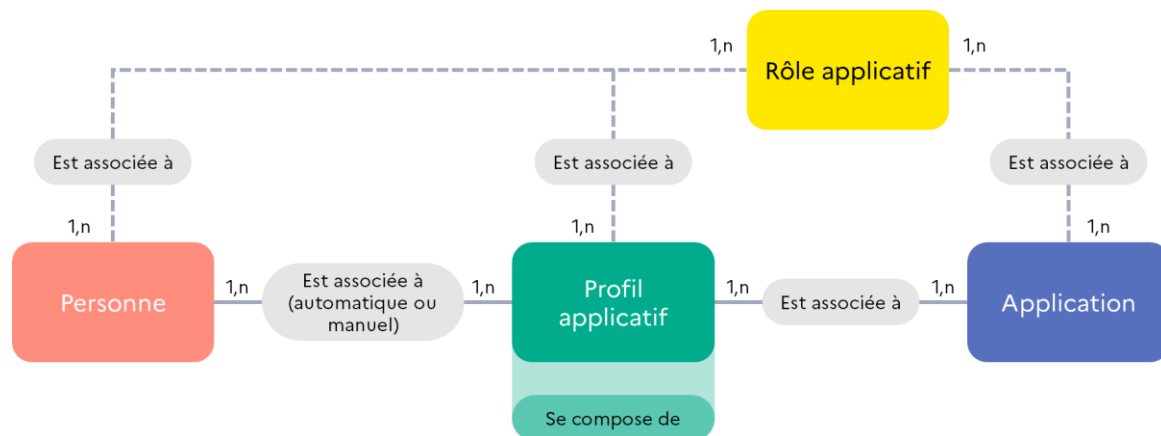 1,n
Rôle applicatif
1,n
Est associée à
Est associée à
Est associée à
1,n
1,n
1,n
Personne
1,n
Est associée à
(automatique ou
manuel)
1,n
Profil
applicatif
1,n
Est associée à
1,n
Application
Se compose de